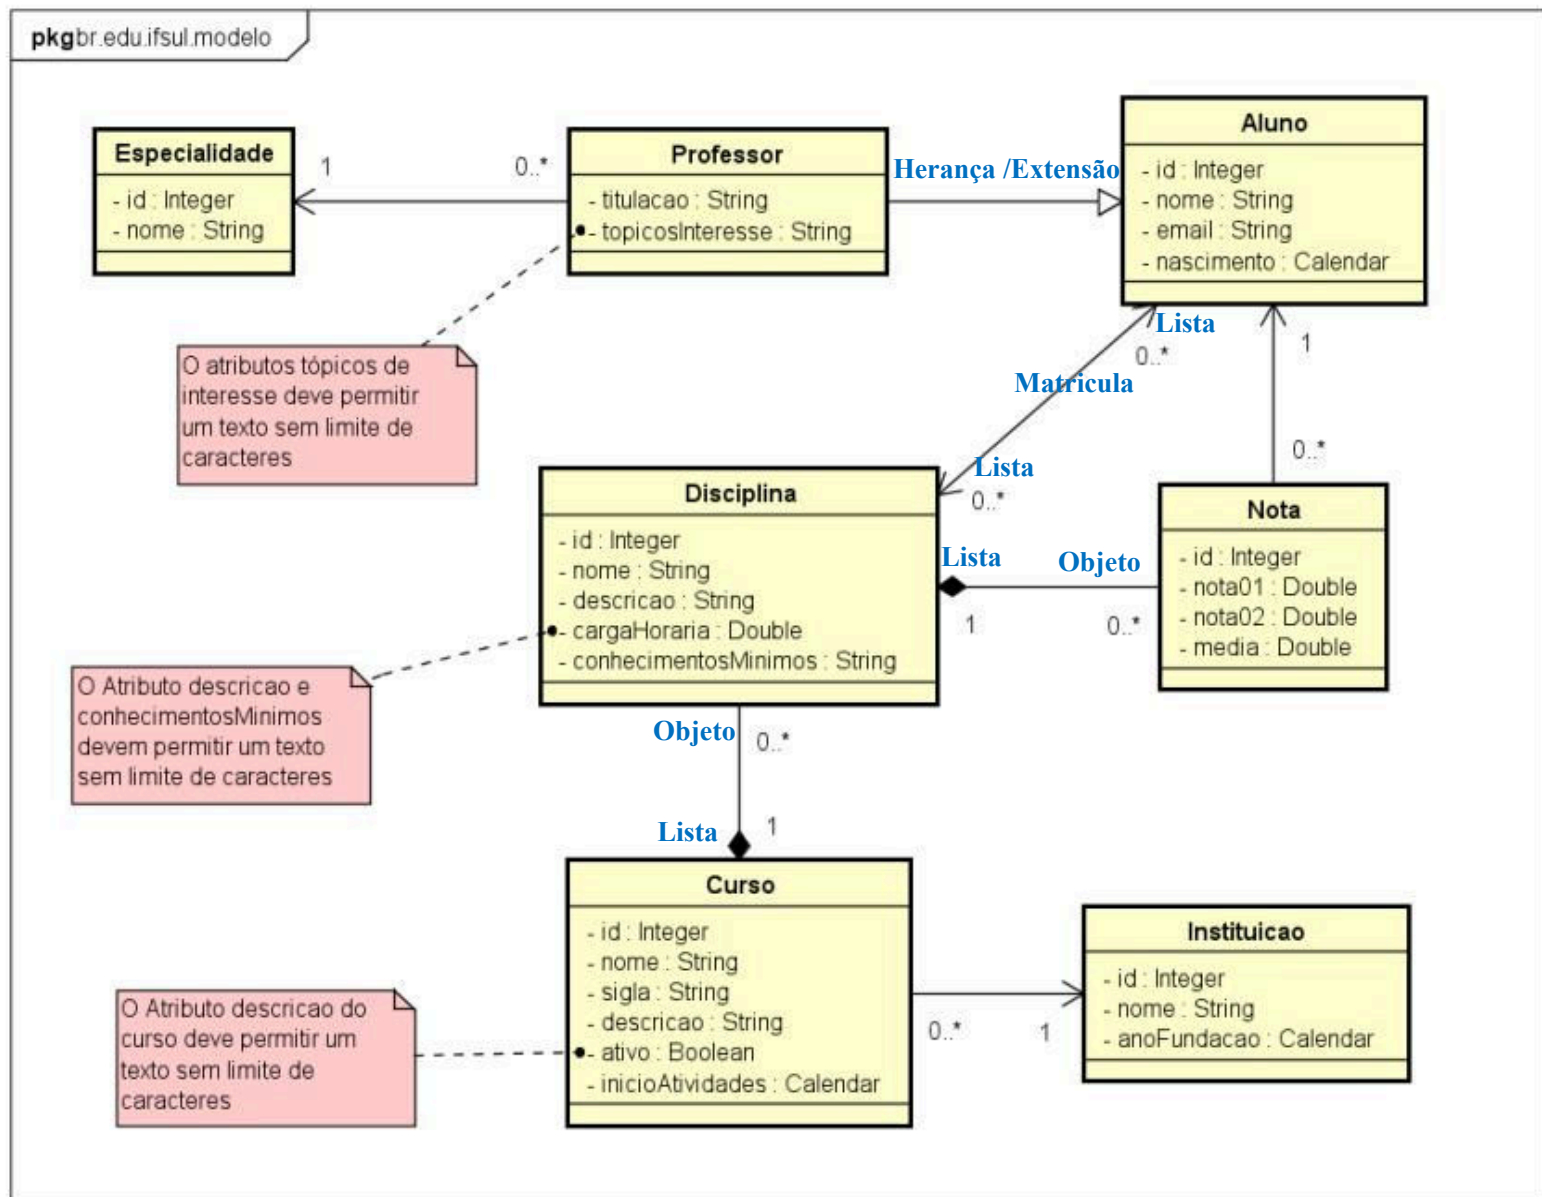 pkg br.edu.ifsul.modelo
Especialidade
- id : Integer
- nome : String
1
0..*
Professor
- titulacao : String
- topicosInteresse : String
Herança /Extensão
Aluno
- id : Integer
- nome : String
- email : String
- nascimento : Calendar
O atributos tópicos de
interesse deve permitir
um texto sem limite de
caracteres
Lista
0..*
1
Matricula
Lista
0..*
0..*
Disciplina
- id : Integer
- nome : String
- descricao : String
- cargaHoraria : Double
- conhecimentosMinimos : String
Lista
Objeto
1
0..*
Nota
- id : Integer
- nota01 : Double
- nota02 : Double
- media : Double
O Atributo descricao e
conhecimentosMinimos
devem permitir um texto
sem limite de caracteres
Objeto
0..*
Lista
1
Curso
- id : Integer
- nome : String
- sigla : String
- descricao : String
- ativo : Boolean
- inicioAtividades : Calendar
0..*
1
Instituicao
- id : Integer
- nome : String
- anoFundacao : Calendar
O Atributo descricao do
curso deve permitir um
texto sem limite de
caracteres